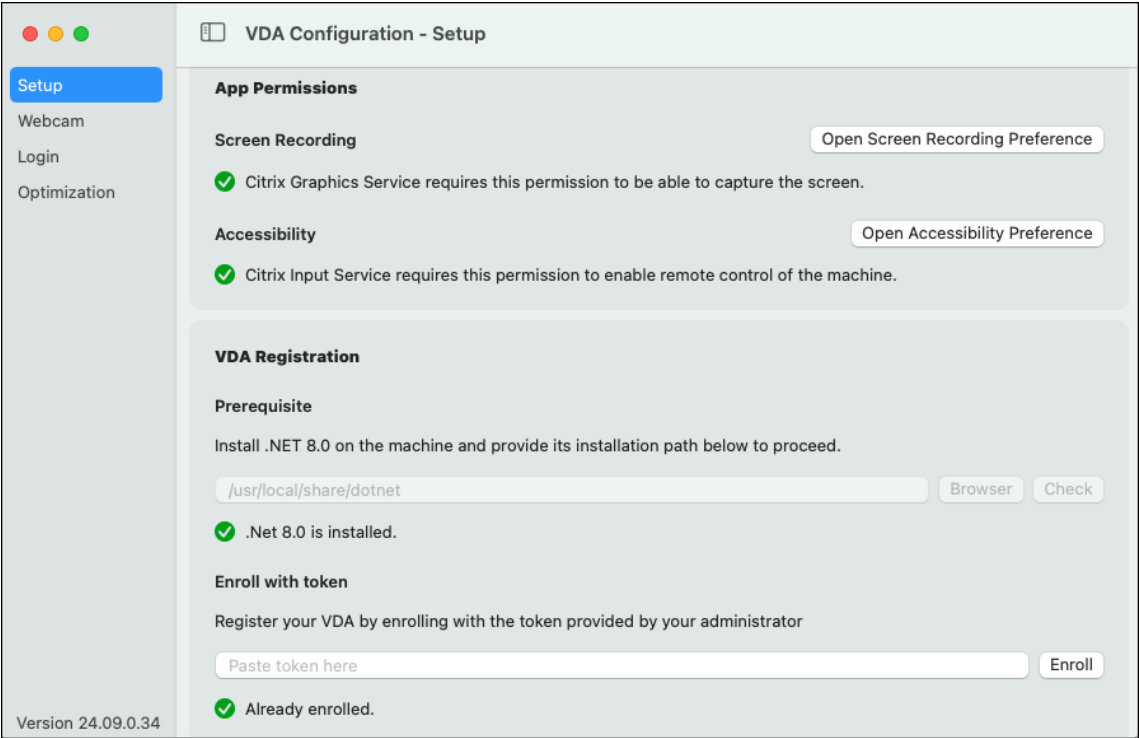 VDA Configuration - Setup
Setup
Webcam
Login
Optimization
Version 24.09.0.34
App Permissions
Screen Recording
Open Screen Recording Preference
Citrix Graphics Service requires this permission to be able to capture the screen.
Accessibility
Open Accessibility Preference
Citrix Input Service requires this permission to enable remote control of the machine.
VDA Registration
Prerequisite
Install .NET 8.0 on the machine and provide its installation path below to proceed.
/usr/local/share/dotnet
Browser
Check
.Net 8.0 is installed.
Enroll with token
Register your VDA by enrolling with the token provided by your administrator
Paste token here
Enroll
Already enrolled.